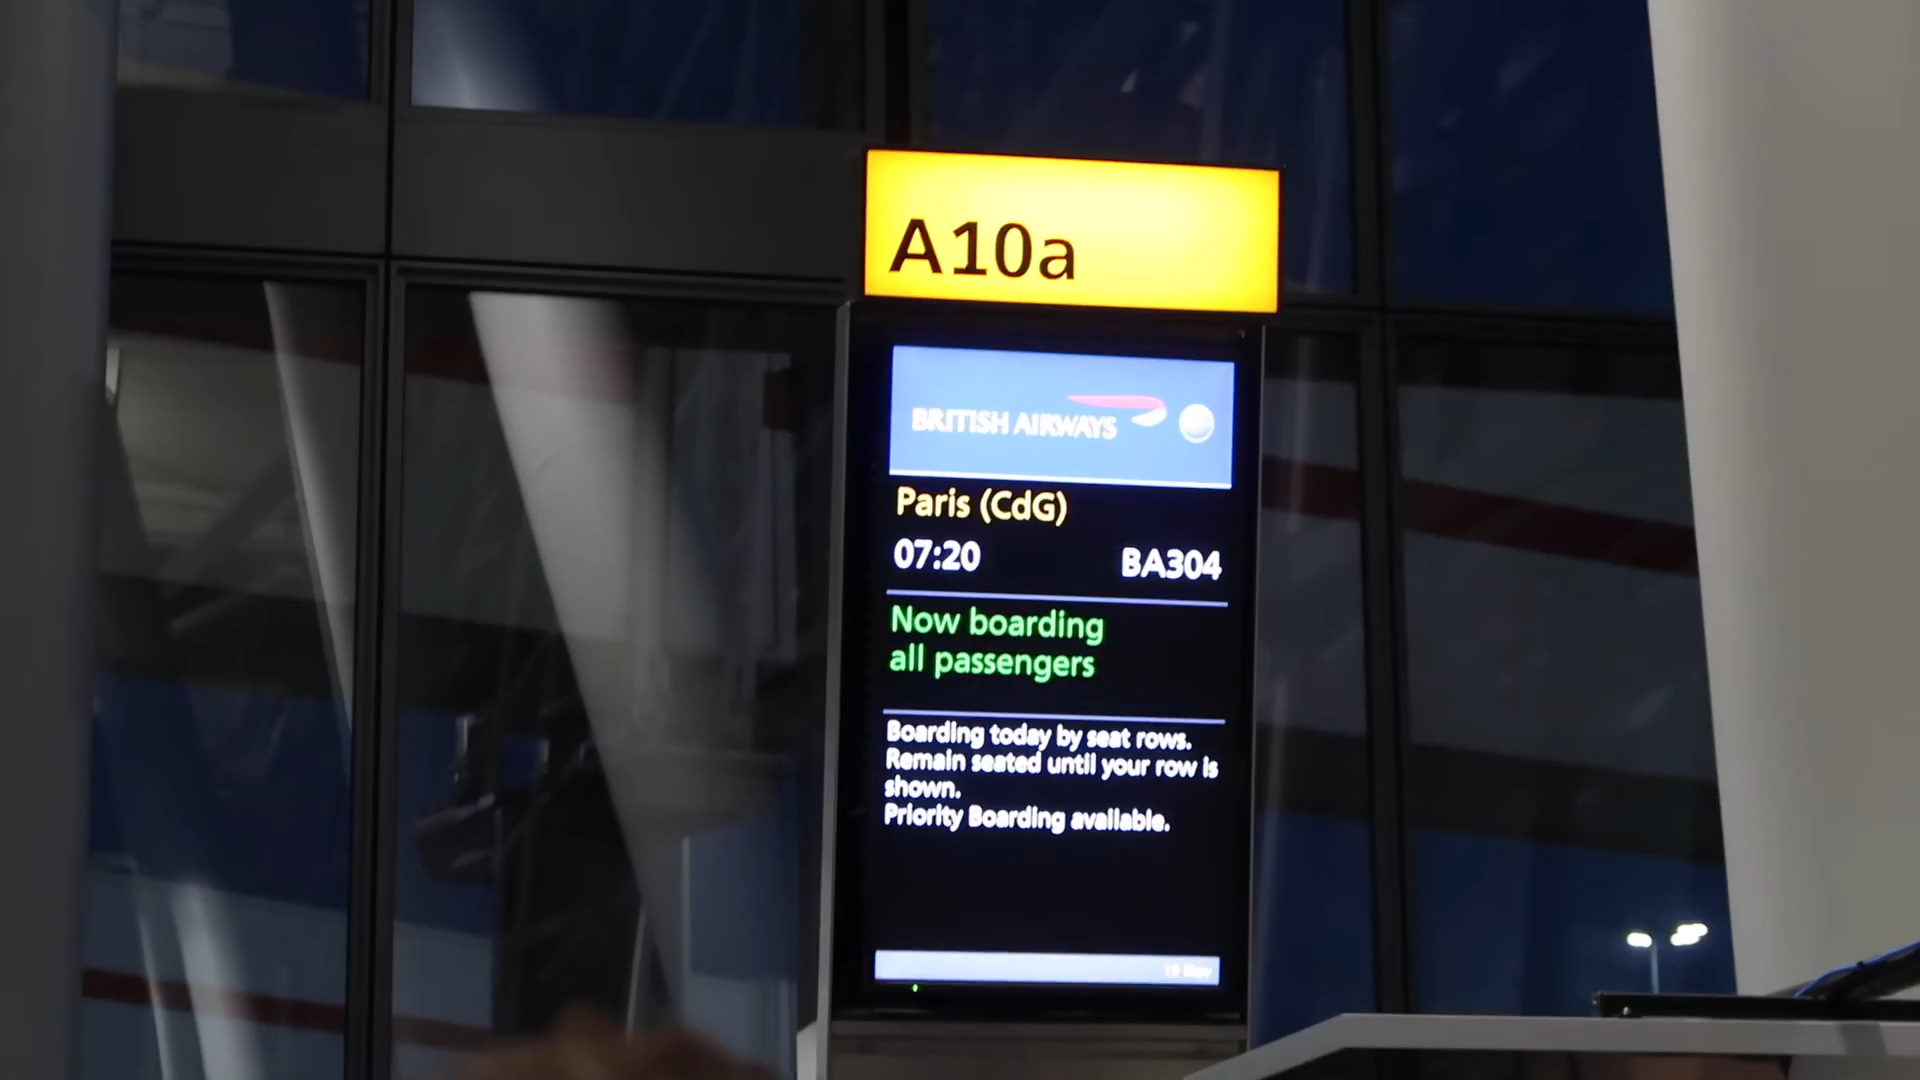 A10a
BRITISH AIRWAYS
Paris (CdG)
07:20 BA304
Now boarding
all passengers
Boarding today by seat rows.
Remain seated until your row is
shown.
Priority Boarding available.